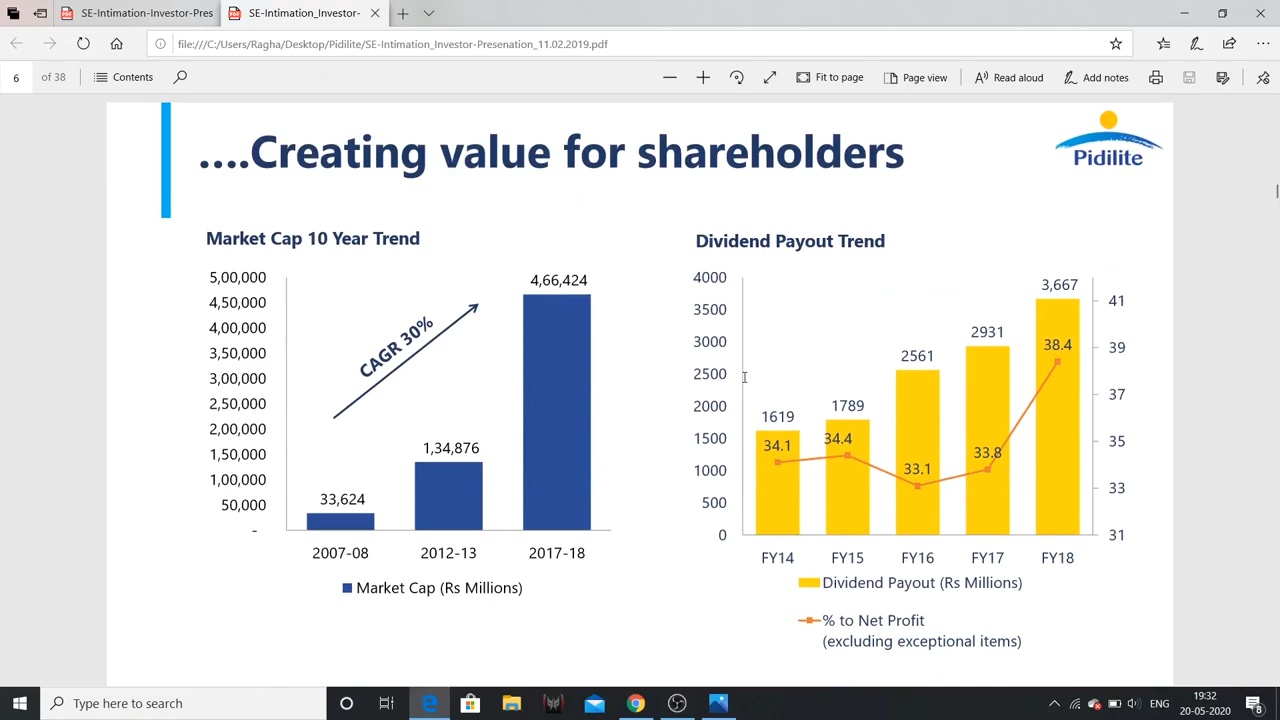 SE-Intimation_Investor-Pres
SE-Intimation_Investor-
file:///C:/Users/Ragha/Desktop/Pidilite/SE-Intimation_Investor-Presenation_11.02.2019.pdf
6 of 38 Contents Fit to page Page view Read aloud Add notes
....Creating value for shareholders
Pidilite
Market Cap 10 Year Trend
5,00,000
4,50,000
4,00,000
3,50,000
3,00,000
2,50,000
2,00,000
1,50,000
1,00,000
50,000
-
CAGR 30%
33,624
1,34,876
4,66,424
2007-08 2012-13 2017-18
Market Cap (Rs Millions)
Dividend Payout Trend
4000
3500
3000
2500
2000
1500
1000
500
0
1619
1789
2561
2931
3,667
34.1
34.4
33.1
33.8
38.4
41
39
37
35
33
31
FY14 FY15 FY16 FY17 FY18
Dividend Payout (Rs Millions)
% to Net Profit
(excluding exceptional items)
Type here to search
ENG
19:32
20-05-2020
8